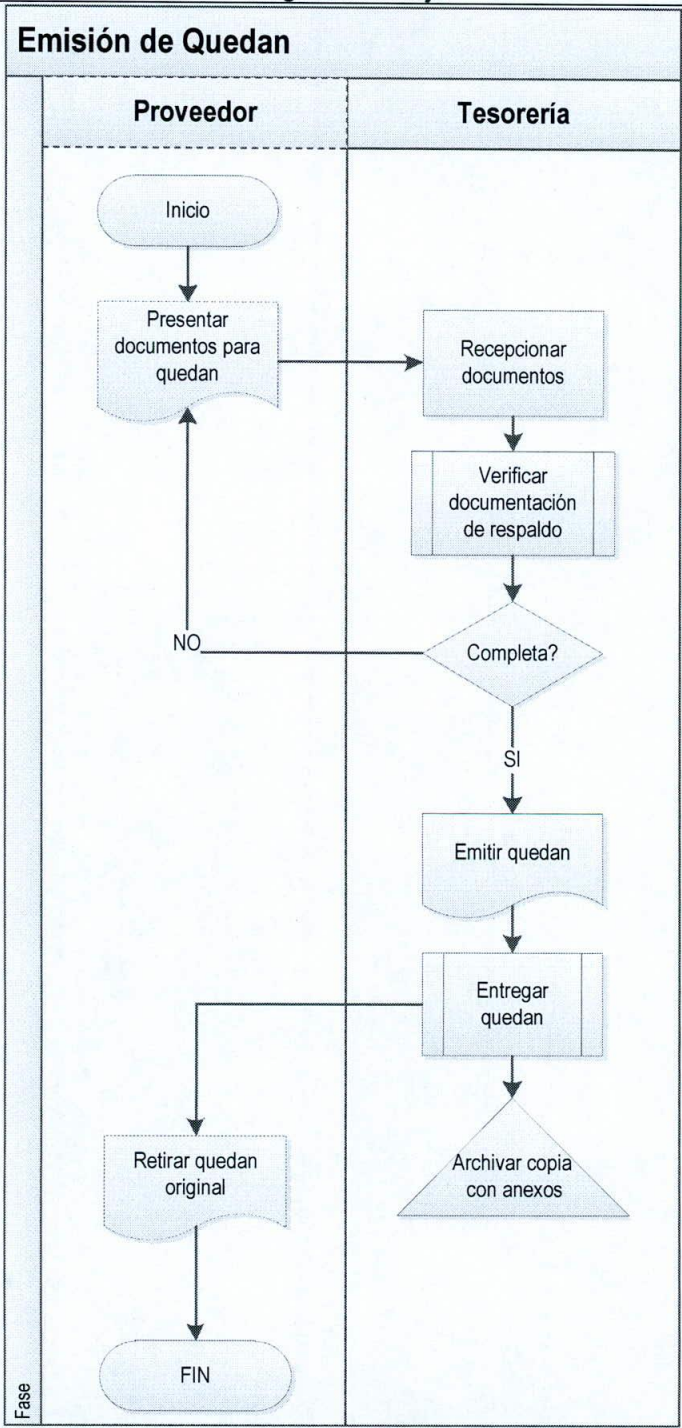 Emisión de Quedan
Proveedor
Tesorería
Inicio
Presentar
documentos para
quedan
Recepcionar
documentos
Verificar
documentación
de respaldo
NO
Completa?
SI
Emitir quedan
Entregar
quedan
Retirar quedan
original
Archivar copia
con anexos
FIN
Fase